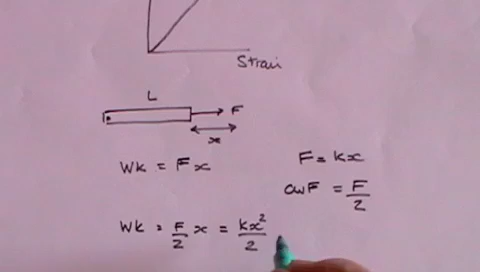 Strain
L
F
x
Wk = Fx
F = kx
avF = F/2
Wk = F/2 x = kx²/2